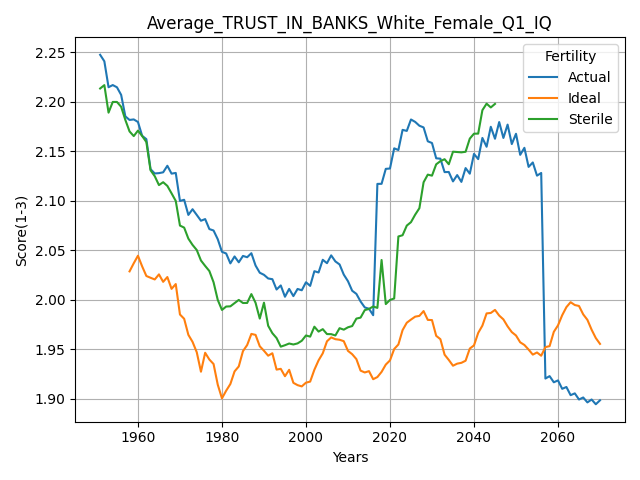 Average_TRUST_IN_BANKS_White_Female_Q1_IQ
2.25
2.20
2.15
2.10
2.05
2.00
1.95
1.90
Score(1-3)
Fertility
Actual
Ideal
Sterile
1960
1980
2000
2020
2040
2060
Years